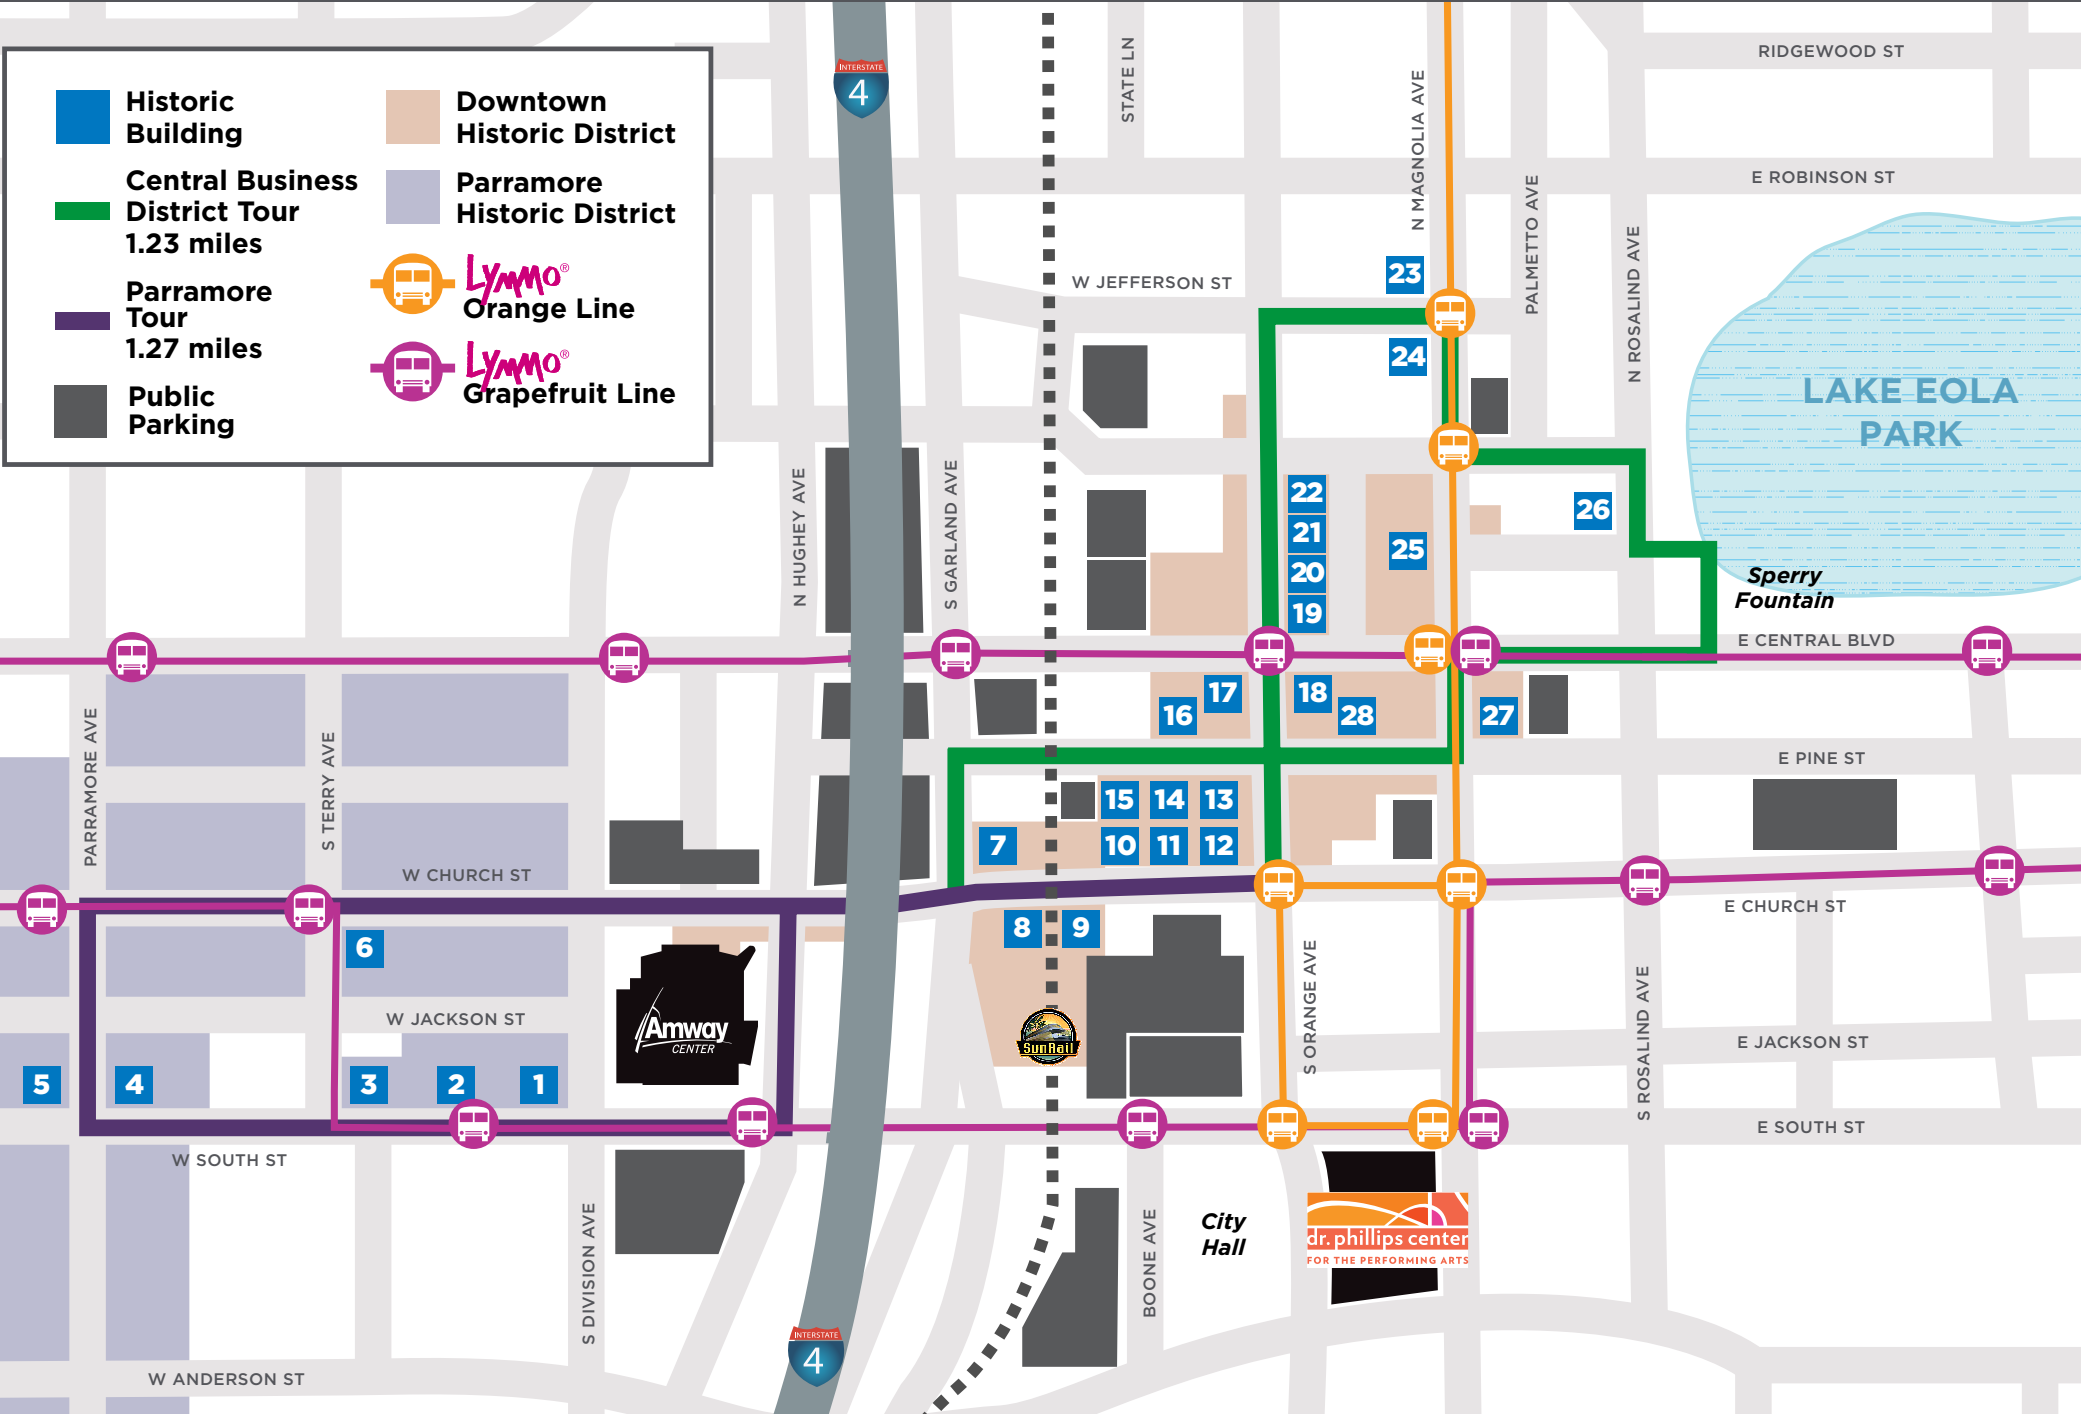 Historic
Building
Central Business
District Tour
1.23 miles
Parramore
Tour
1.27 miles
Public
Parking
Downtown
Historic District
Parramore
Historic District
LYMMO®
Orange Line
LYMMO®
Grapefruit Line
INTERSTATE
4
STATE LN
N MAGNOLIA AVE
PALMETTO AVE
N ROSALIND AVE
RIDGEWOOD ST
E ROBINSON ST
W JEFFERSON ST
23
24
LAKE EOLA
PARK
N HUGHEY AVE
S GARLAND AVE
22
21
20
19
25
26
Sperry
Fountain
E CENTRAL BLVD
17
16
18
28
27
PARRAMORE AVE
S TERRY AVE
E PINE ST
15
14
13
7
10
11
12
W CHURCH ST
E CHURCH ST
8
9
6
Amway
CENTER
SunRail
S ORANGE AVE
S ROSALIND AVE
W JACKSON ST
E JACKSON ST
5
4
3
2
1
W SOUTH ST
E SOUTH ST
S DIVISION AVE
BOONE AVE
City
Hall
dr. phillips center
FOR THE PERFORMING ARTS
INTERSTATE
4
W ANDERSON ST